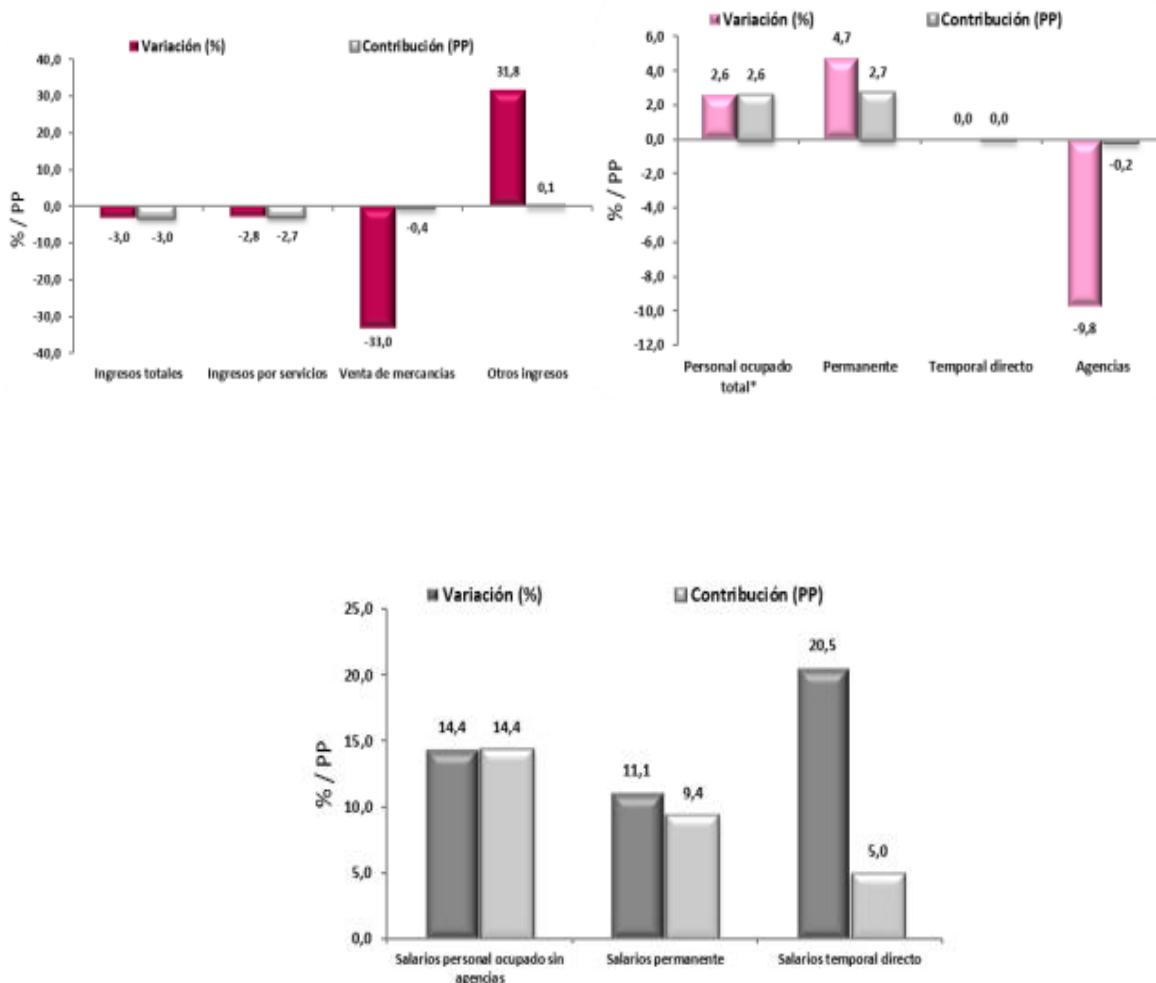 Variación (%) Contribución (PP)
40,0
30,0
20,0
10,0
0,0
-10,0
-20,0
-30,0
-40,0
% / PP
-3,0 -3,0
-2,8 -2,7
-33,0 -0,4
31,8 0,1
Ingresos totales Ingresos por servicios Venta de mercancias Otros ingresos
Variación (%) Contribución (PP)
6,0
4,0
2,0
0,0
-2,0
-4,0
-6,0
-8,0
-10,0
-12,0
% / PP
2,6 2,6
4,7 2,7
0,0 0,0
-9,8 -0,2
Personal ocupado
total*
Permanente Temporal directo Agencias
Variación (%) Contribución (PP)
25,0
20,0
15,0
10,0
5,0
0,0
% / PP
14,4 14,4
11,1 9,4
20,5 5,0
Salarios personal ocupado sin
agencias
Salarios permanente Salarios temporal directo